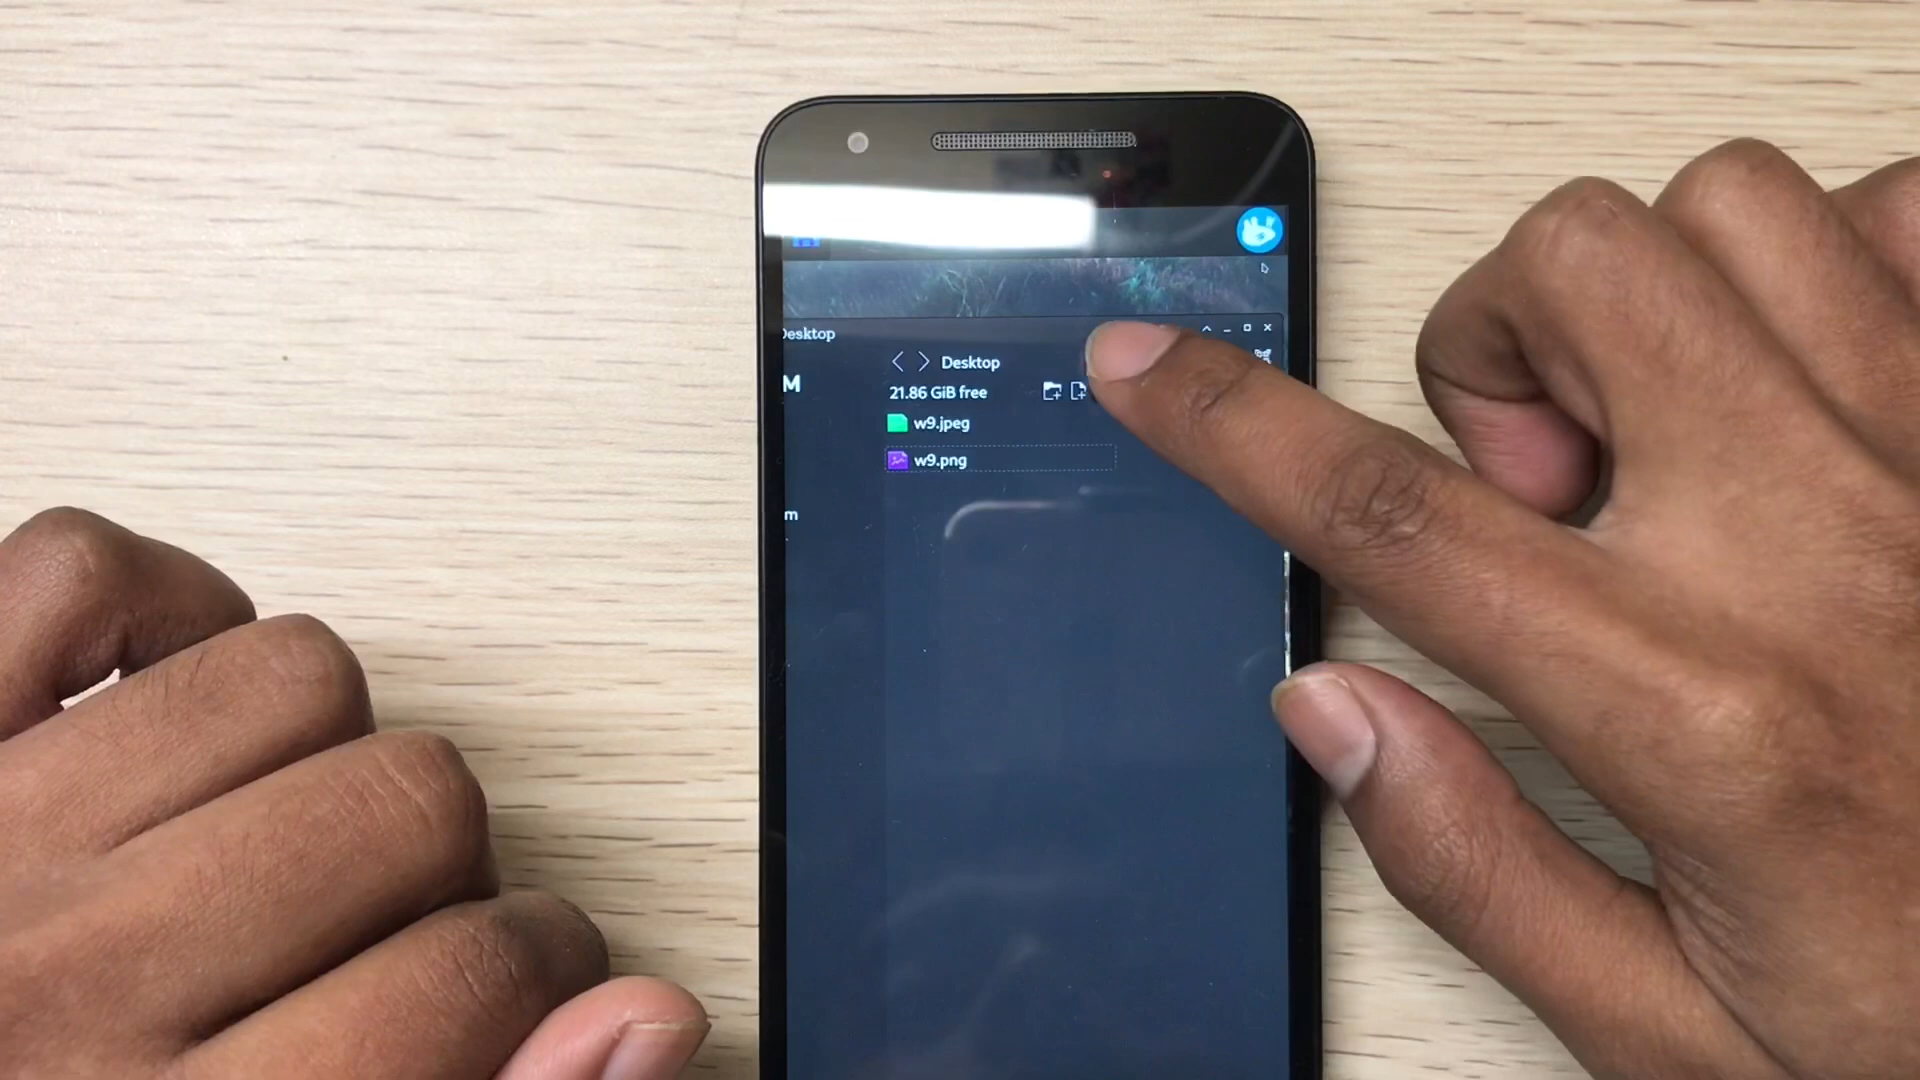 Desktop
Desktop
M
21.86 GiB free
w9.jpeg
w9.png
m